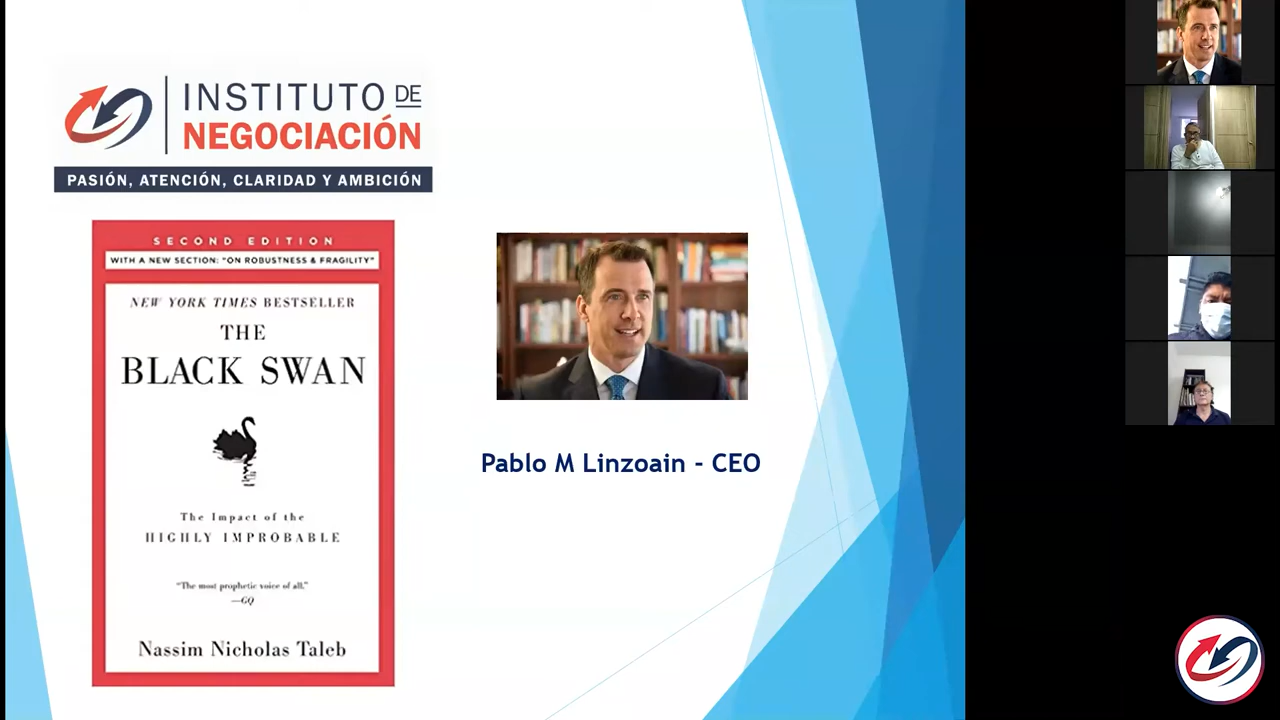 INSTITUTO DE
NEGOCIACIÓN
PASIÓN, ATENCIÓN, CLARIDAD Y AMBICIÓN
SECOND EDITION
WITH A NEW SECTION: "ON ROBUSTNESS & FRAGILITY"
NEW YORK TIMES BESTSELLER
THE
BLACK SWAN
The Impact of the
HIGHLY IMPROBABLE
"The most prophetic voice of all."
—GQ
Nassim Nicholas Taleb
Pablo M Linzoain - CEO